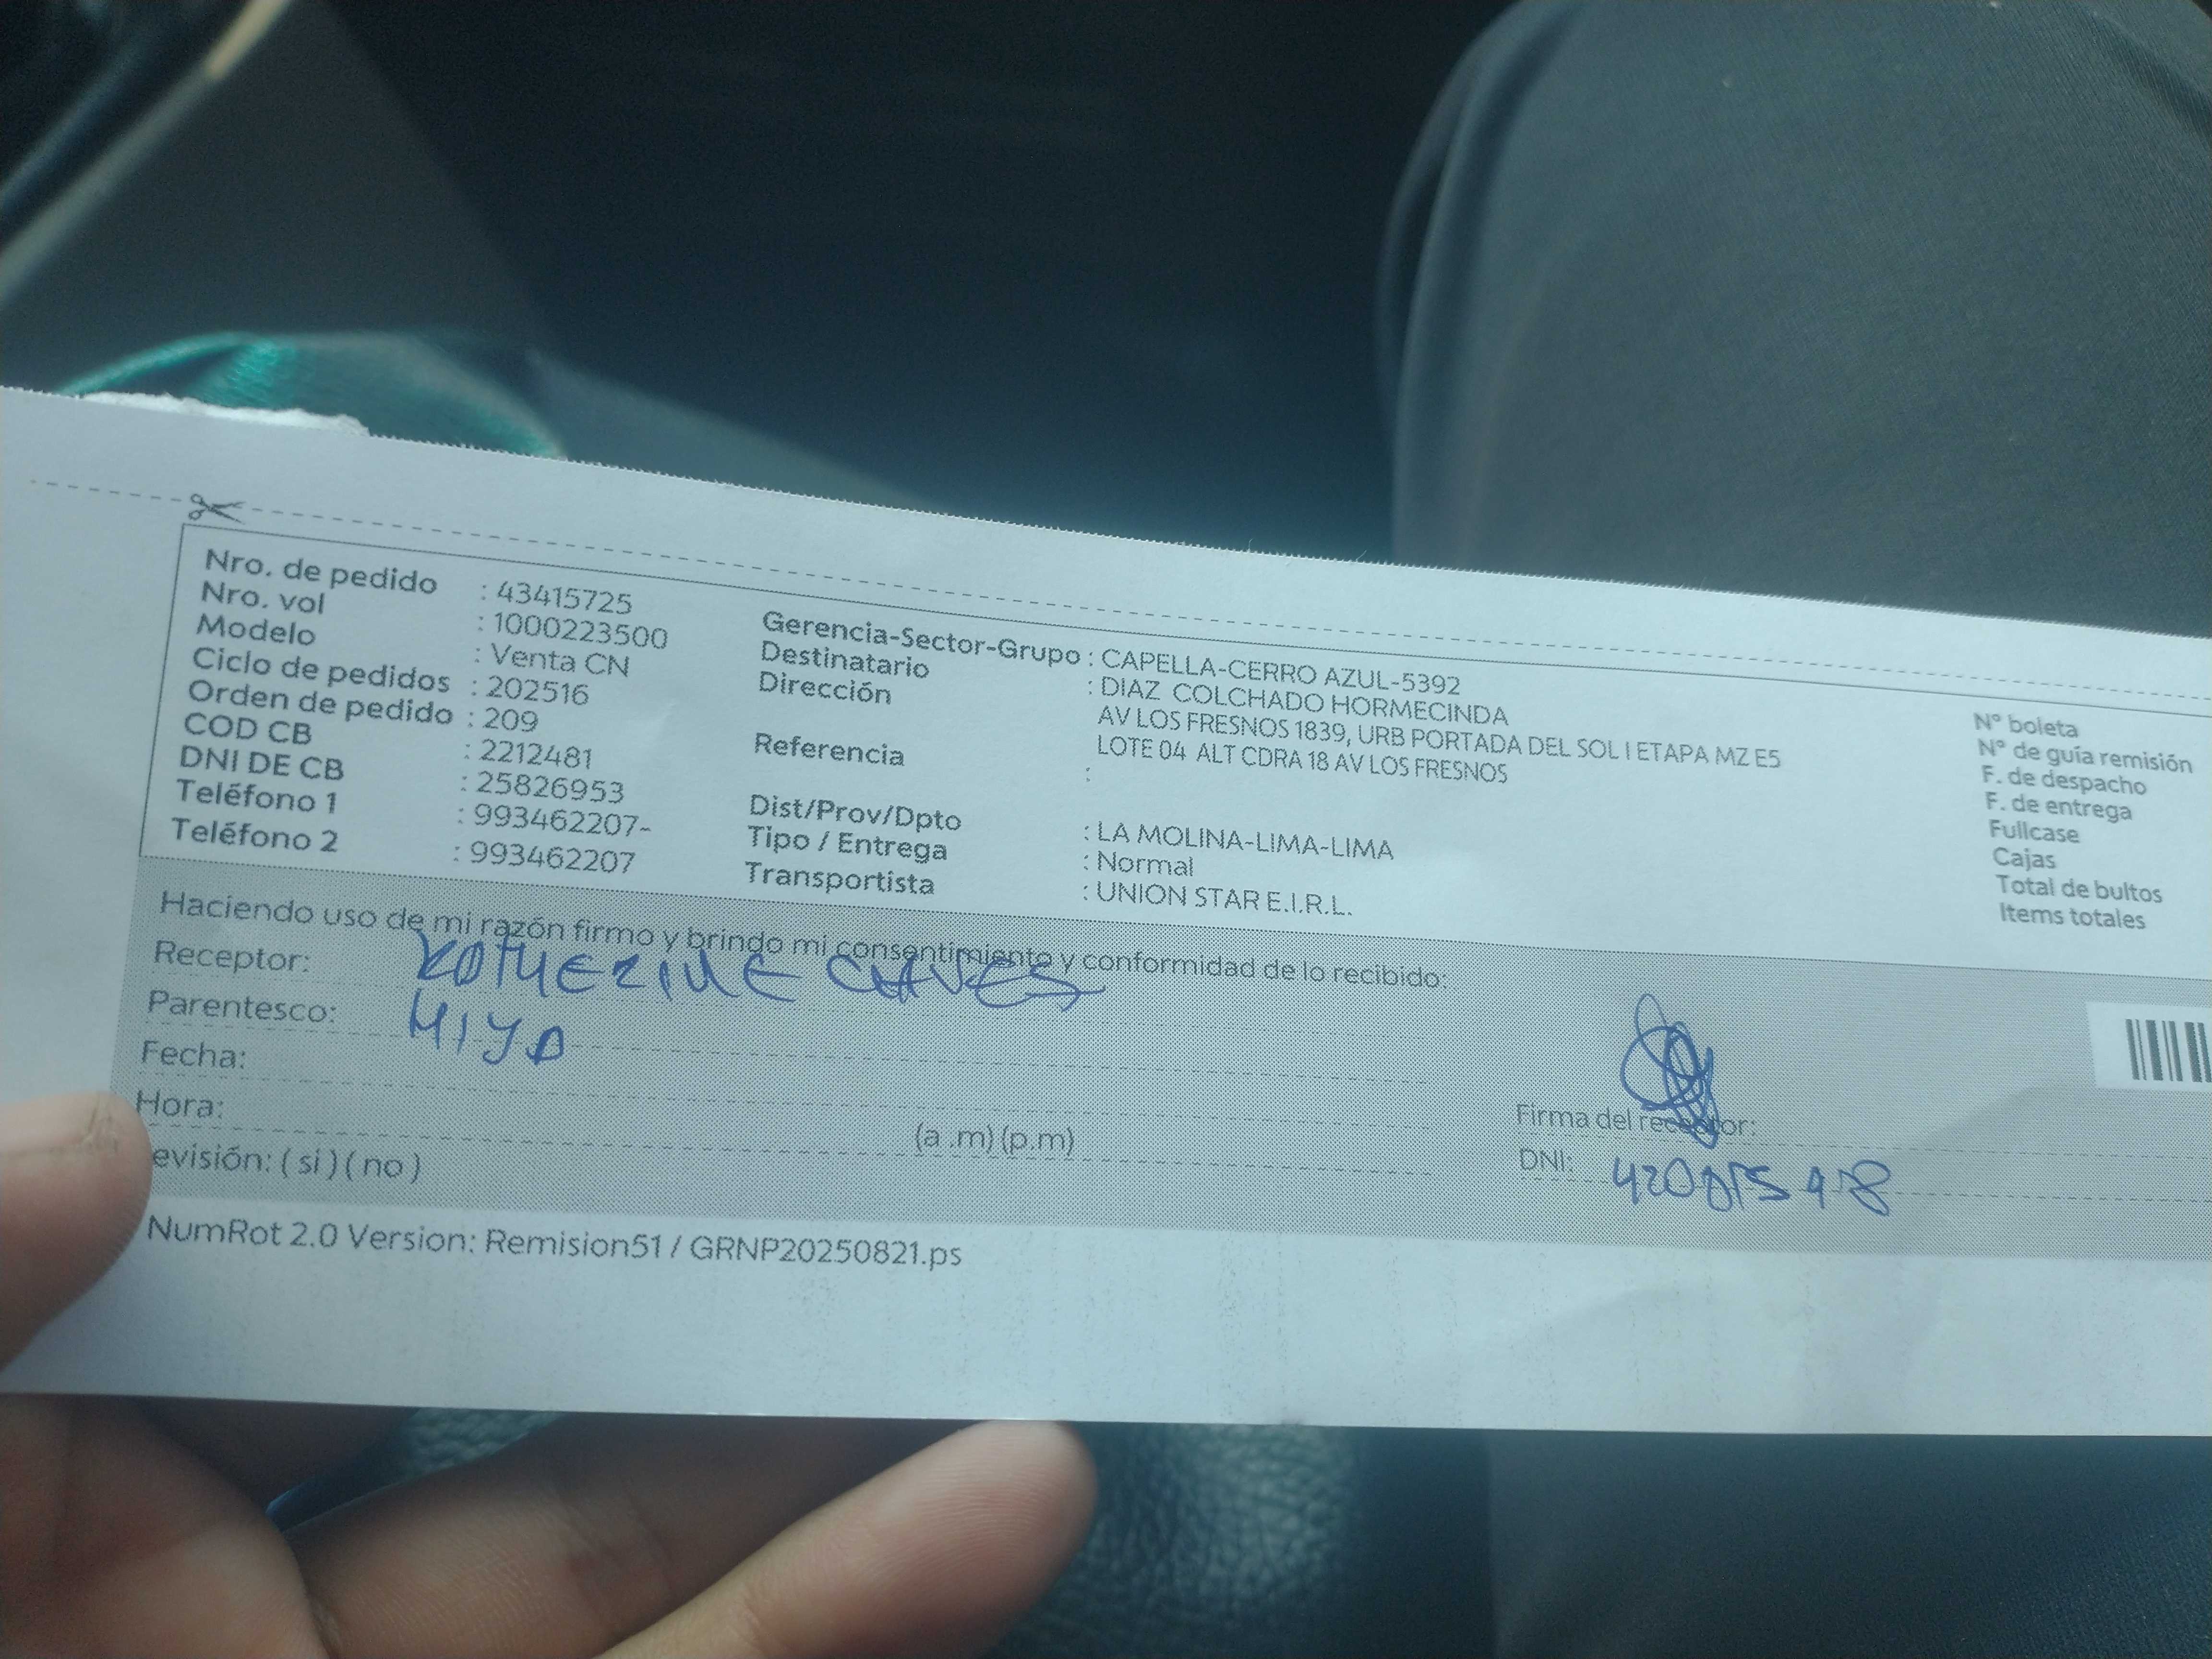 Nro. de pedido : 43415725
Nro. vol : 1000223500
Modelo : Venta CN
Ciclo de pedidos : 202516
Orden de pedido : 209
COD CB : 2212481
DNI DE CB : 25826953
Teléfono 1 : 993462207-
Teléfono 2 : 993462207
Gerencia-Sector-Grupo : CAPELLA-CERRO AZUL-5392
Destinatario : DIAZ COLCHADO HORMECINDA
Dirección AV LOS FRESNOS 1839, URB PORTADA DEL SOL I ETAPA MZ E5
LOTE 04 ALT CDRA 18 AV LOS FRESNOS
Referencia :
Dist/Prov/Dpto : LA MOLINA-LIMA-LIMA
Tipo / Entrega : Normal
Transportista : UNION STAR E.I.R.L.
N° boleta
N° de guía remisión
F. de despacho
F. de entrega
Fullcase
Cajas
Total de bultos
Items totales
Haciendo uso de mi razón firmo y brindo mi consentimiento y conformidad de lo recibido:
Receptor: KATHERINE
Parentesco: HIJA
Fecha:
Hora: (a .m) (p.m)
evisión: ( si ) ( no )
Firma del receptor:
DNI:
NumRot 2.0 Version: Remision51 / GRNP20250821.ps